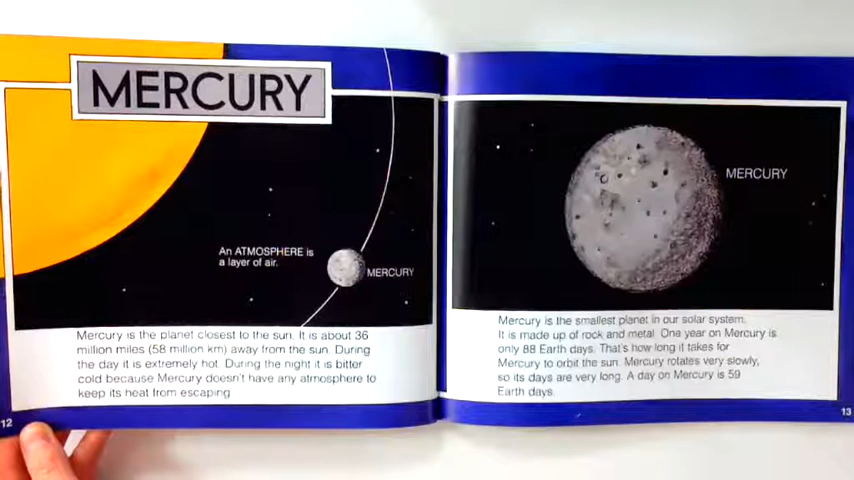 MERCURY
An ATMOSPHERE is
a layer of air.
MERCURY
Mercury is the planet closest to the sun. It is about 36
million miles (58 million km) away from the sun. During
the day it is extremely hot. During the night it is bitter
cold because Mercury doesn't have any atmosphere to
keep its heat from escaping
12
MERCURY
Mercury is the smallest planet in our solar system.
It is made up of rock and metal. One year on Mercury is
only 88 Earth days. That's how long it takes for
Mercury to orbit the sun. Mercury rotates very slowly,
so its days are very long. A day on Mercury is 59
Earth days.
13